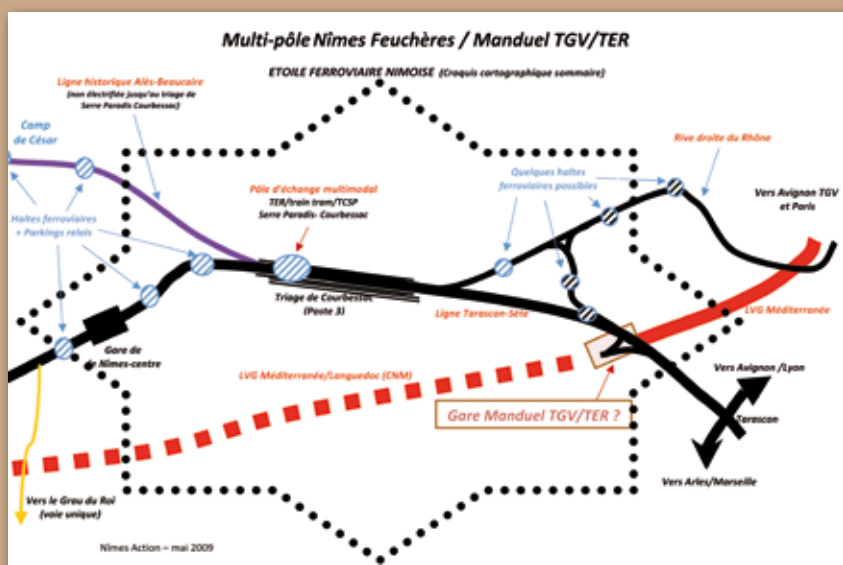 Multi-pôle Nîmes Feuchères / Manduel TGV/TER
ETOILE FERROVIAIRE NIMOISE (Croquis cartographique sommaire)
Ligne historique Alès-Beaucaire
(non électrifiée jusqu'au triage de
Serre Paradis Courbessac)
Camp
de César
Haltes ferroviaires
+ Parkings relais
Pôle d'échange multimodal
TER/train tram/TCSP
Serre Paradis- Courbessac
Quelques haltes
ferroviaires possibles
Rive droite du Rhône
Vers Avignon TGV
et Paris
Triage de Courbessac
(Poste 3)
Ligne Tarascon-Sète
LVG Méditerranée
Gare de
de Nîmes-centre
LVG Méditerranée/Languedoc (CNM)
Gare Manduel TGV/TER ?
Vers Avignon /Lyon
Tarascon
Vers Arles/Marseille
Vers le Grau du Roi
(voie unique)
Nîmes Action – mai 2009